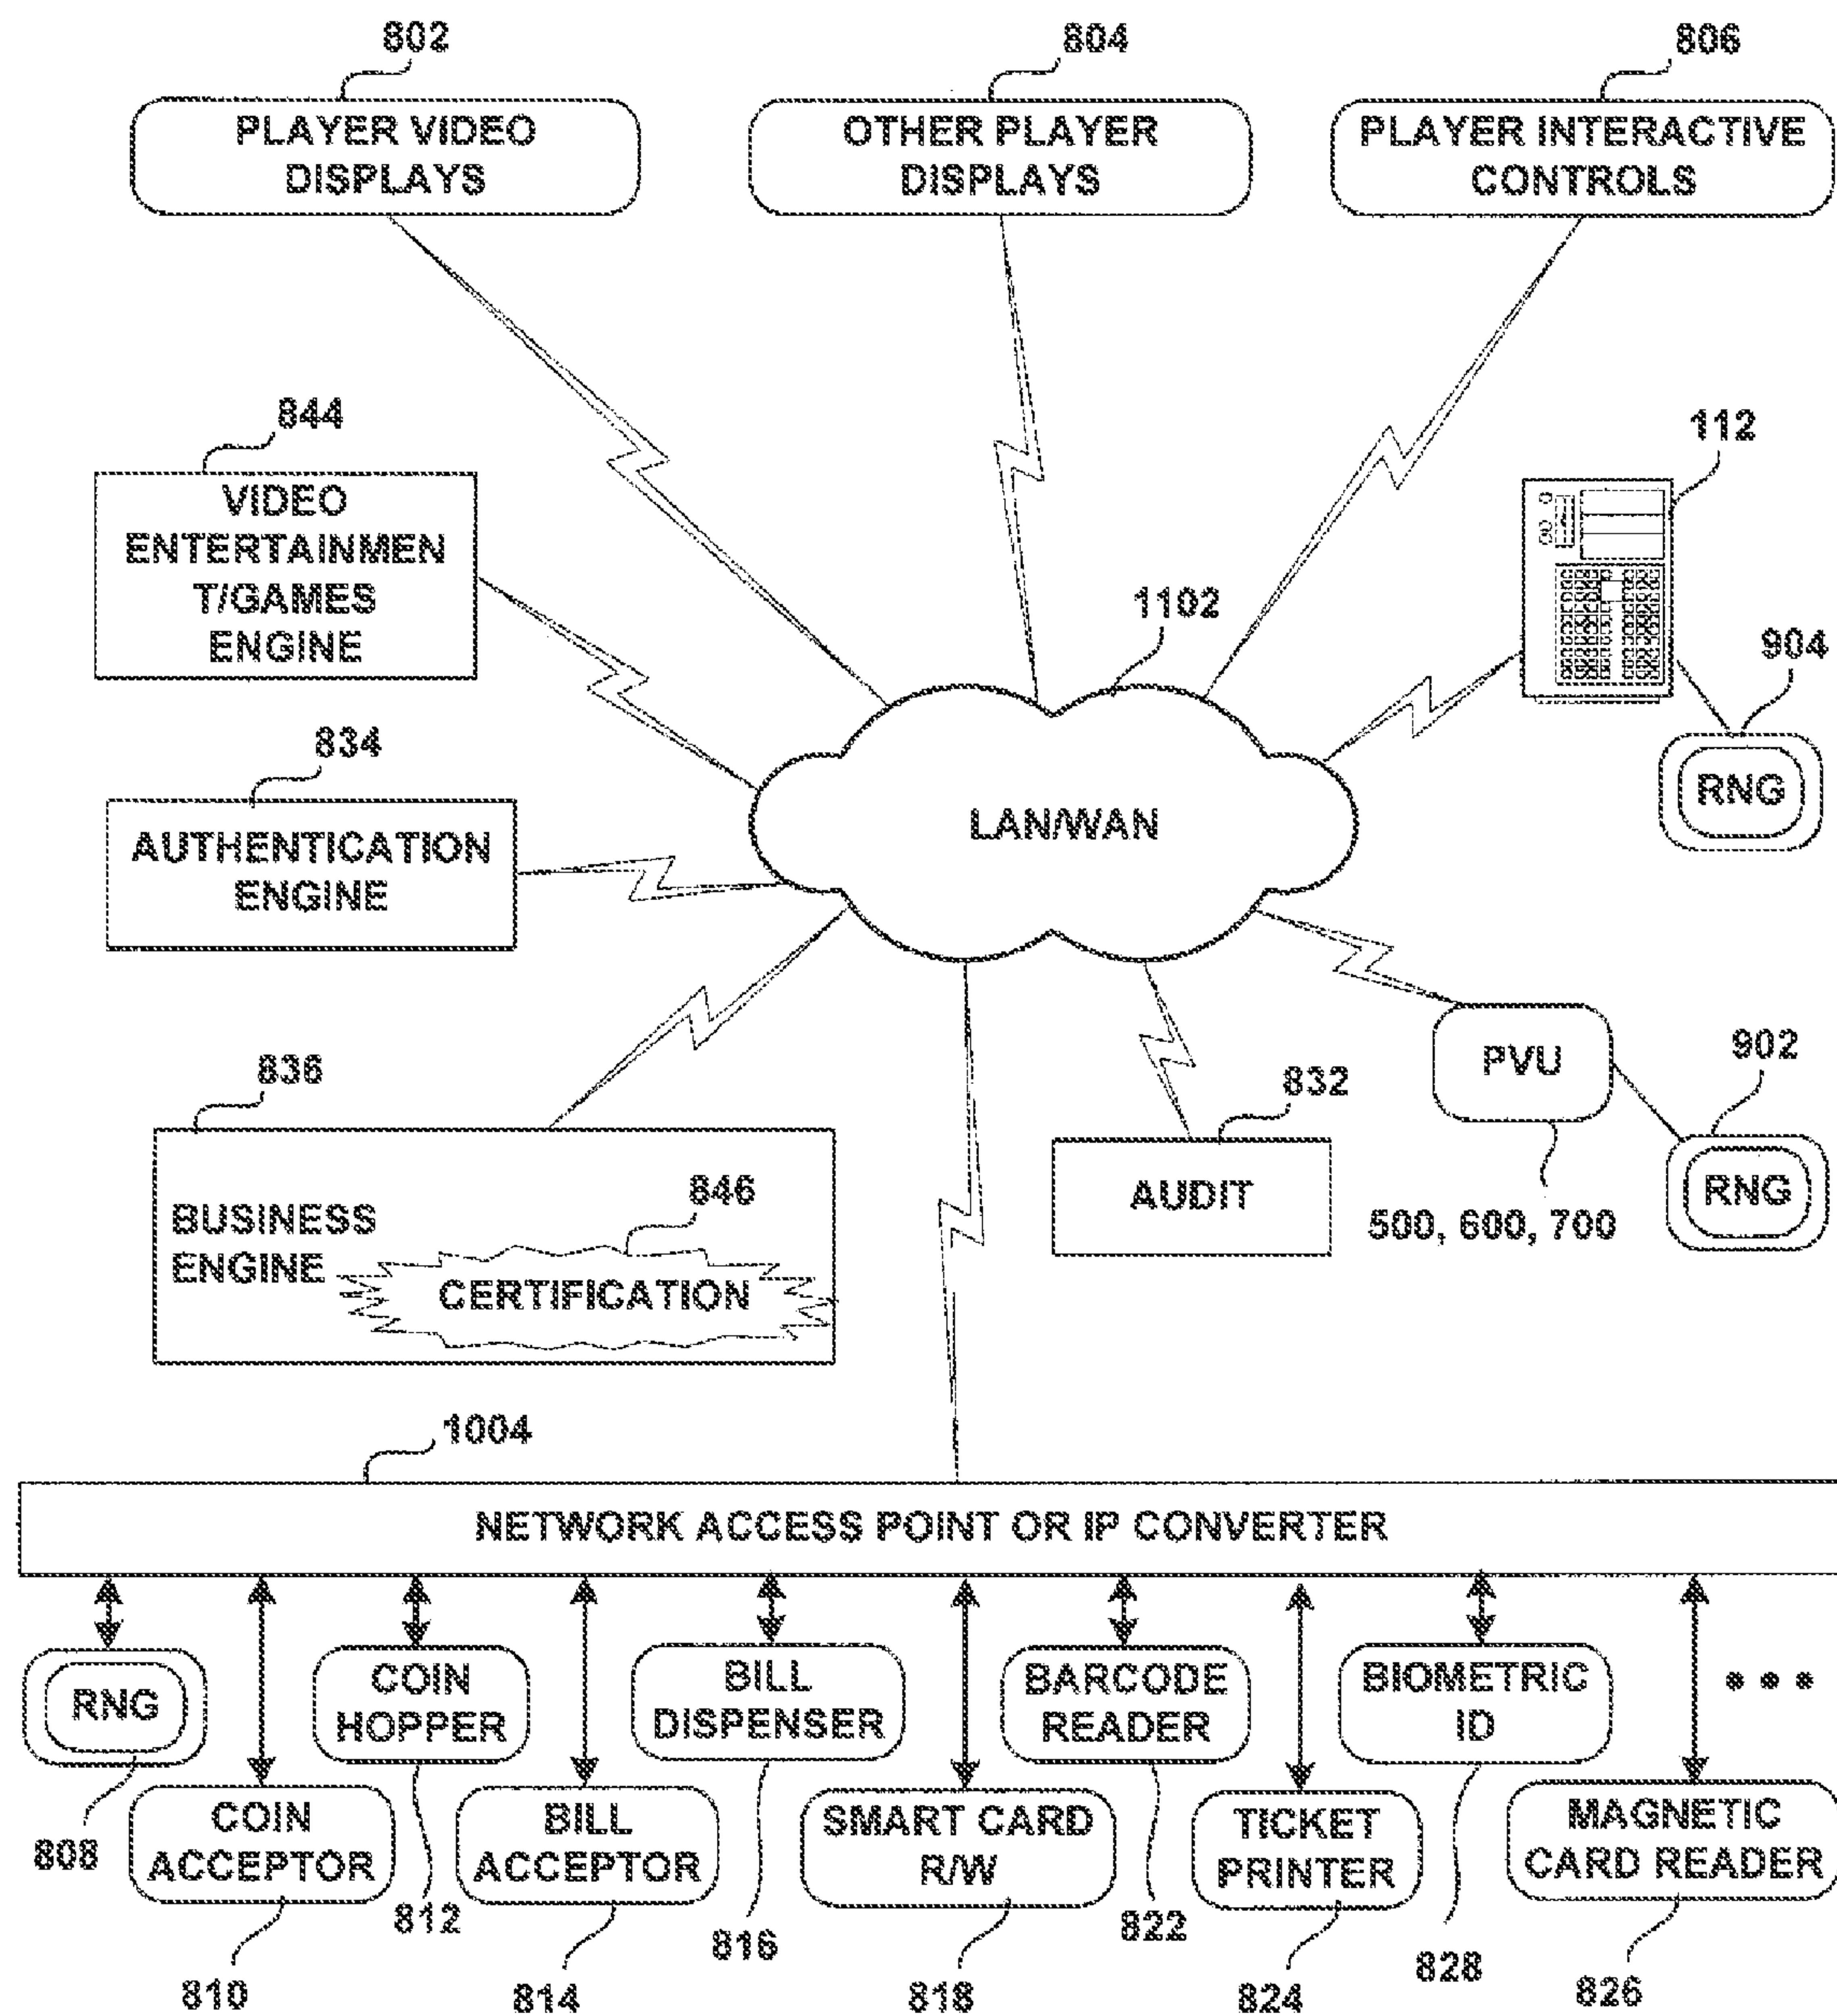 802
804
806
PLAYER VIDEO
DISPLAYS
OTHER PLAYER
DISPLAYS
PLAYER INTERACTIVE
CONTROLS
844
VIDEO
ENTERTAINMEN
T/GAMES
ENGINE
112
1102
904
RNG
834
AUTHENTICATION
ENGINE
LAN/WAN
836
BUSINESS
ENGINE
846
CERTIFICATION
832
AUDIT
PVU
500, 600, 700
902
RNG
1004
NETWORK ACCESS POINT OR IP CONVERTER
RNG
808
COIN
ACCEPTOR
810
COIN
HOPPER
812
BILL
ACCEPTOR
814
BILL
DISPENSER
816
SMART CARD
R/W
818
BARCODE
READER
822
TICKET
PRINTER
824
BIOMETRIC
ID
828
MAGNETIC
CARD READER
826
• • •